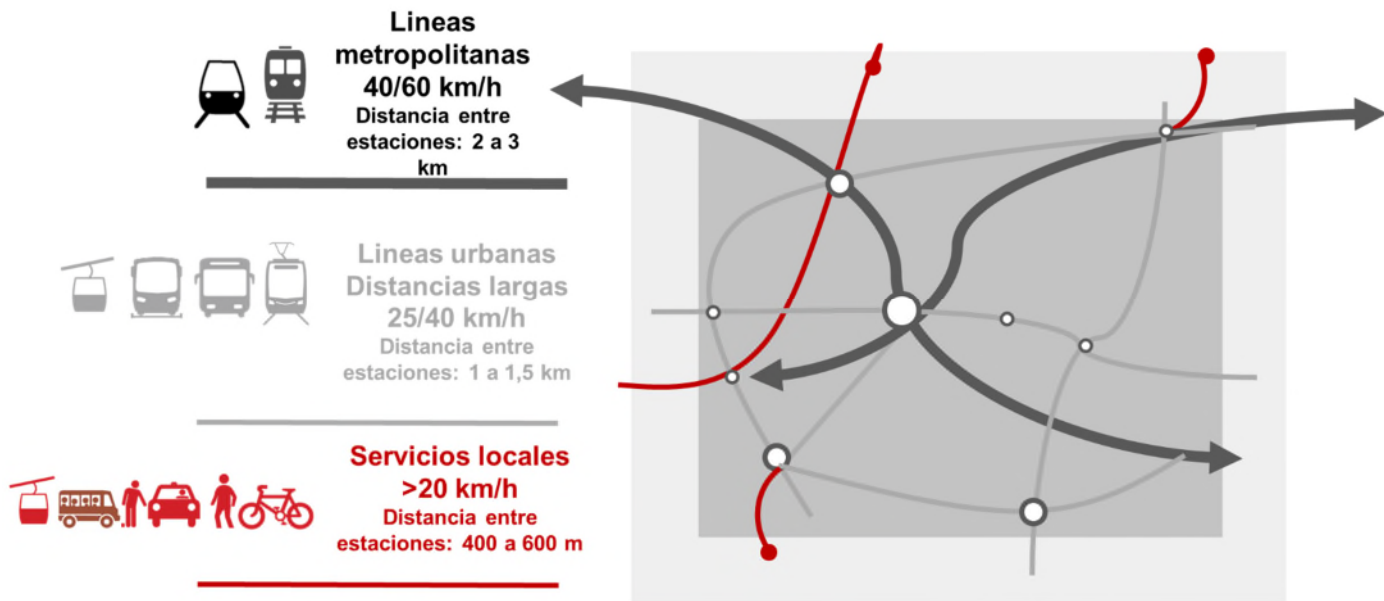 Lineas
metropolitanas
40/60 km/h
Distancia entre
estaciones: 2 a 3
km
Lineas urbanas
Distancias largas
25/40 km/h
Distancia entre
estaciones: 1 a 1,5 km
Servicios locales
>20 km/h
Distancia entre
estaciones: 400 a 600 m